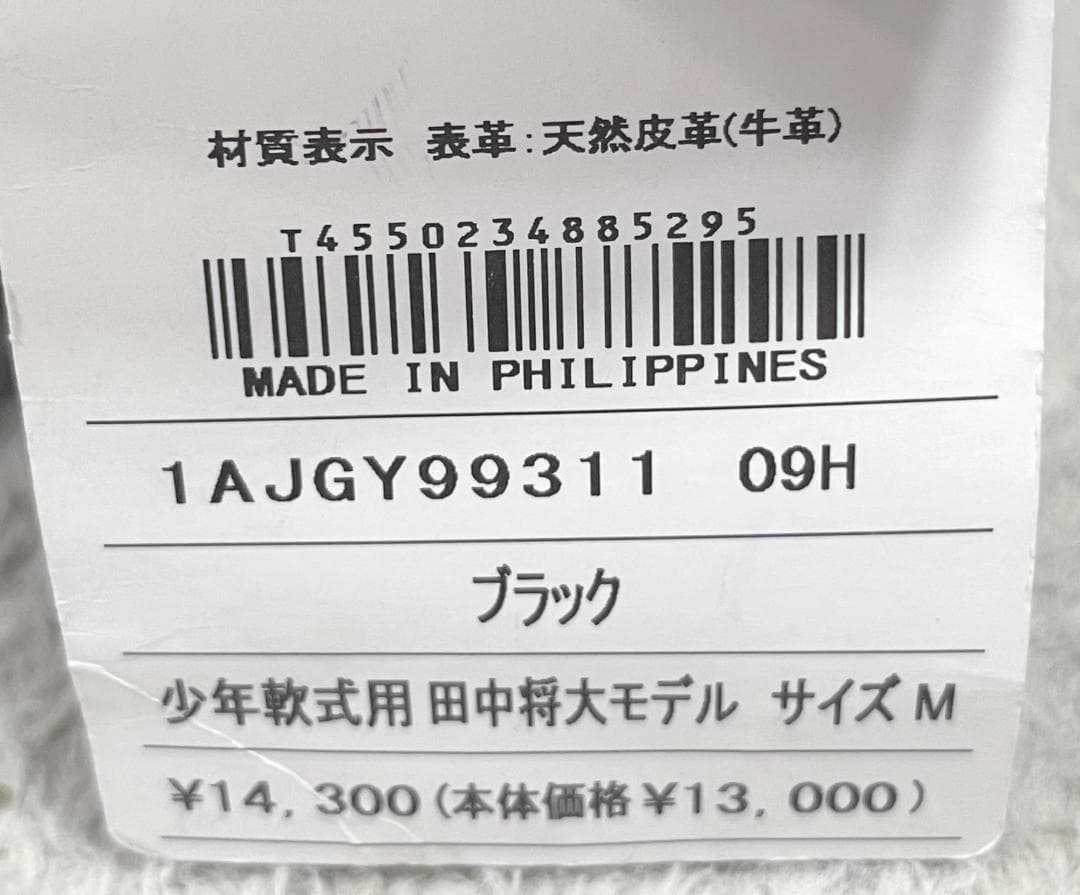 材質表示 表革:天然皮革(牛革)
T4550234885295
MADE IN PHILIPPINES
1AJGY99311 09H
ブラック
少年軟式用 田中将大モデル サイズ M
¥14, 300(本体価格¥13, 000)